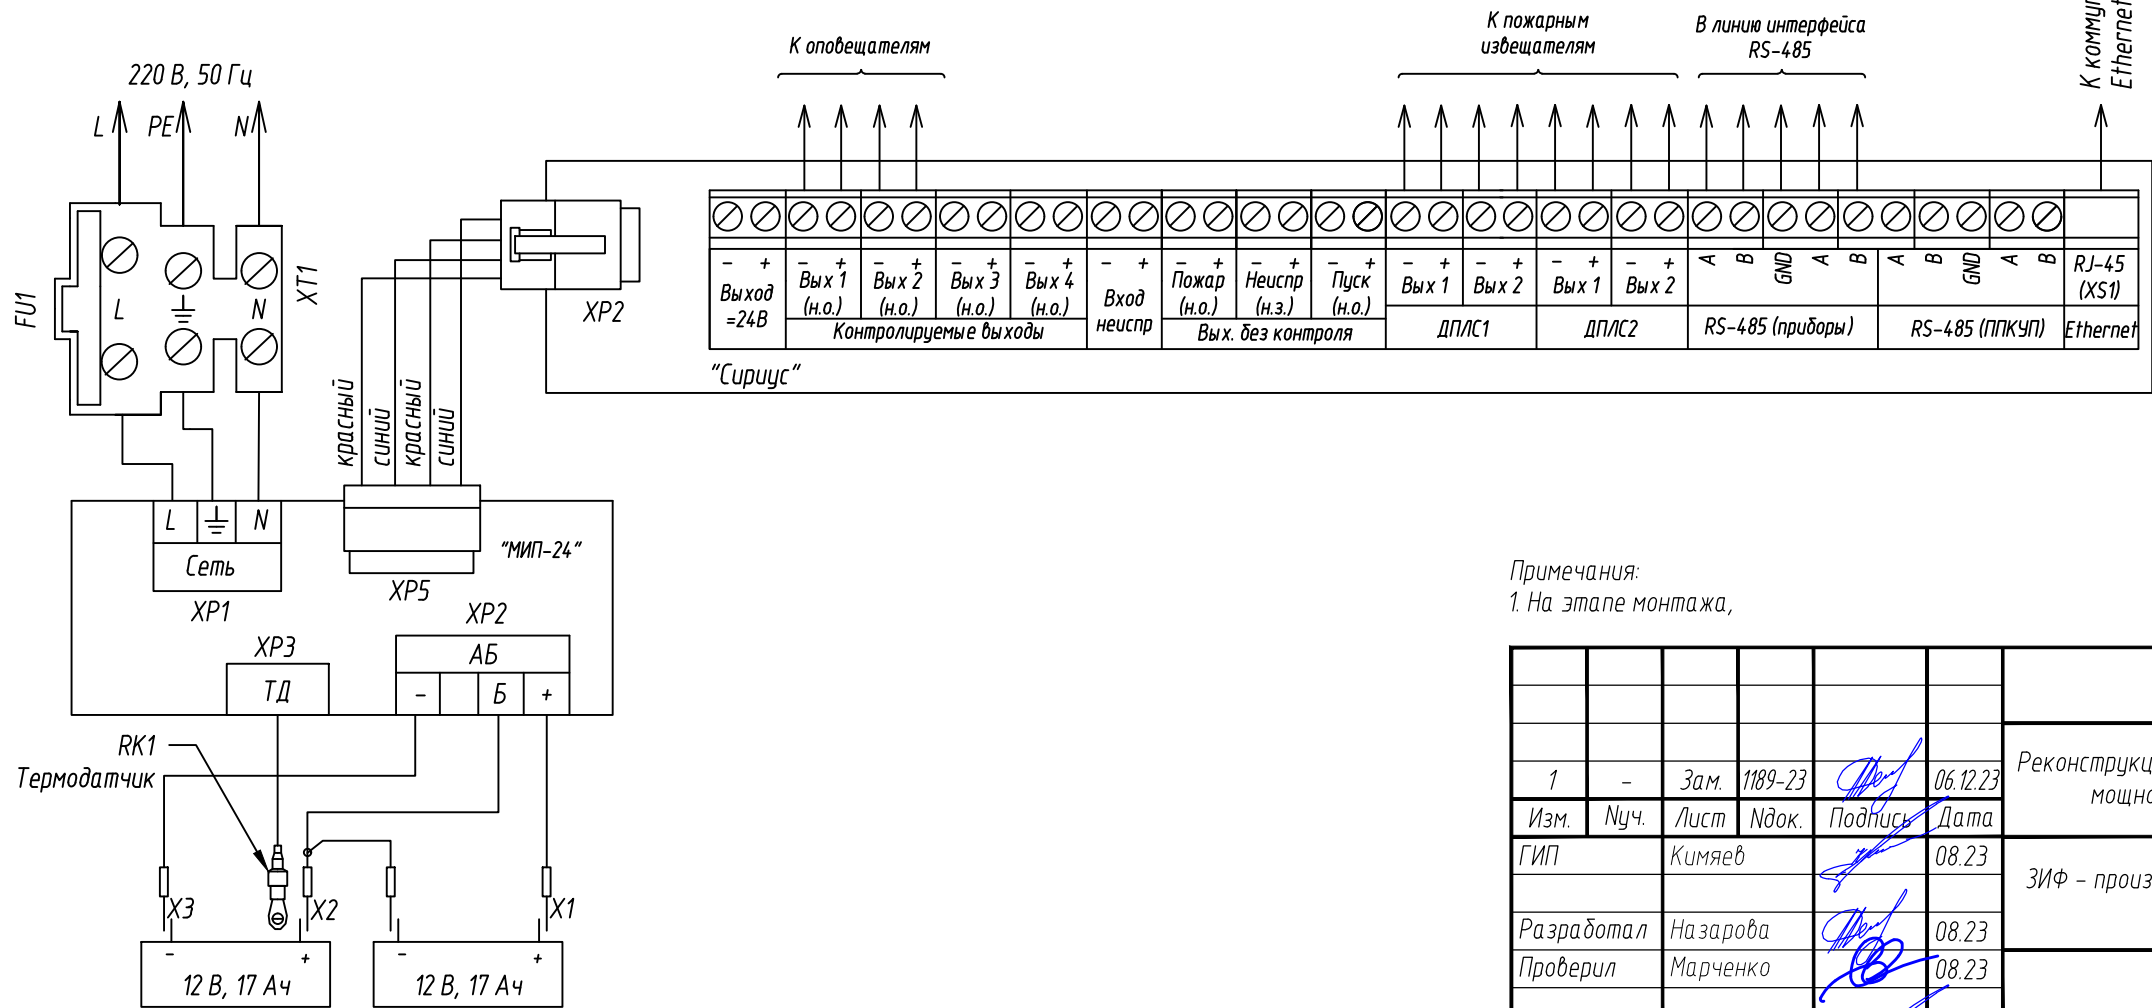 К оповещателям
К пожарным
извещателям
В линию интерфейса
RS-485
Ethernet
220 В, 50 Гц
L PE N
FU1
L N
XT1
XP2
- + - + - + - + - + - + - + - + - + - + - + - + - + A B GND A B A B GND A B
Выход
=24В
Вых 1
(н.о.)
Вых 2
(н.о.)
Вых 3
(н.о.)
Вых 4
(н.о.)
Контролируемые выходы
Вход
неиспр
Пожар
(н.о.)
Неиспр
(н.з.)
Пуск
(н.о.)
Вых. без контроля
Вых 1 Вых 2
ДПЛС1
Вых 1 Вых 2
ДПЛС2
RS-485 (приборы)
RS-485 (ППКУП)
RJ-45
(XS1)
Ethernet
"Сириус"
красный
синий
красный
синий
L N
Сеть
XP1
XP5
"МИП-24"
XP2
АБ
- Б +
XP3
ТД
RK1
Термодатчик
X3 X2 X1
- +
12 В, 17 Ач
- +
12 В, 17 Ач
Примечания:
1. На этапе монтажа,
1 - Зам. 1189-23 06.12.23
Изм. Nуч. Лист Nдок. Подпись Дата
ГИП Кимяев 08.23
Разработал Назарова 08.23
Проверил Марченко 08.23
ЗИФ -